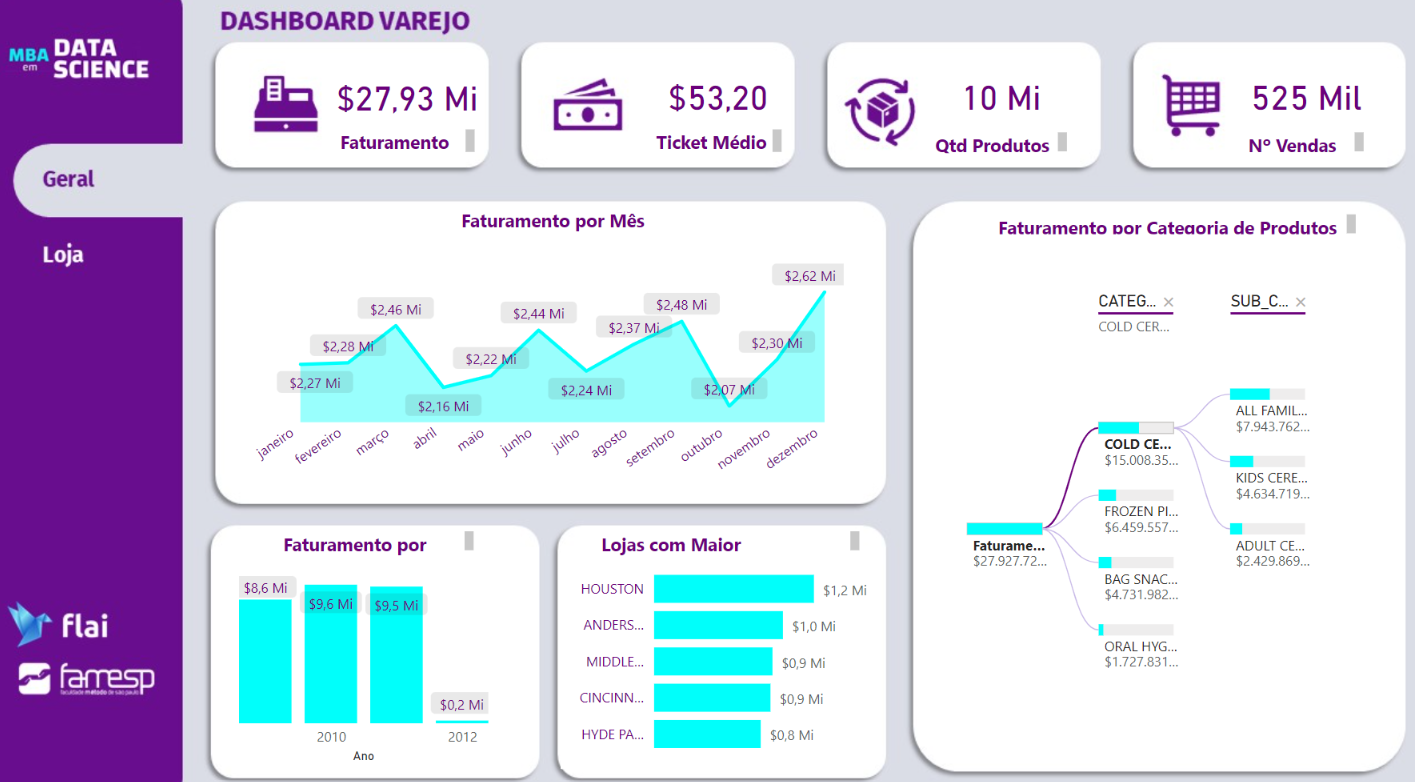 DASHBOARD VAREJO
MBA
em
DATA
SCIENCE
Geral
Loja
flai
famesp
faculdade método de são paulo
$27,93 Mi
Faturamento
$53,20
Ticket Médio
10 Mi
Qtd Produtos
525 Mil
N° Vendas
Faturamento por Mês
$2,27 Mi
$2,28 Mi
$2,46 Mi
$2,16 Mi
$2,22 Mi
$2,44 Mi
$2,24 Mi
$2,37 Mi
$2,48 Mi
$2,07 Mi
$2,30 Mi
$2,62 Mi
janeiro
fevereiro
março
abril
maio
junho
julho
agosto
setembro
outubro
novembro
dezembro
Faturamento por
$8,6 Mi
$9,6 Mi
$9,5 Mi
$0,2 Mi
2010
2012
Ano
Lojas com Maior
HOUSTON $1,2 Mi
ANDERS... $1,0 Mi
MIDDLE... $0,9 Mi
CINCINN... $0,9 Mi
HYDE PA... $0,8 Mi
Faturamento por Categoria de Produtos
CATEG...
COLD CER...
SUB_C...
Faturame...
$27.927.72...
COLD CE...
$15.008.35...
FROZEN PI...
$6.459.557...
BAG SNAC...
$4.731.982...
ORAL HYG...
$1.727.831...
ALL FAMIL...
$7.943.762...
KIDS CERE...
$4.634.719...
ADULT CE...
$2.429.869...